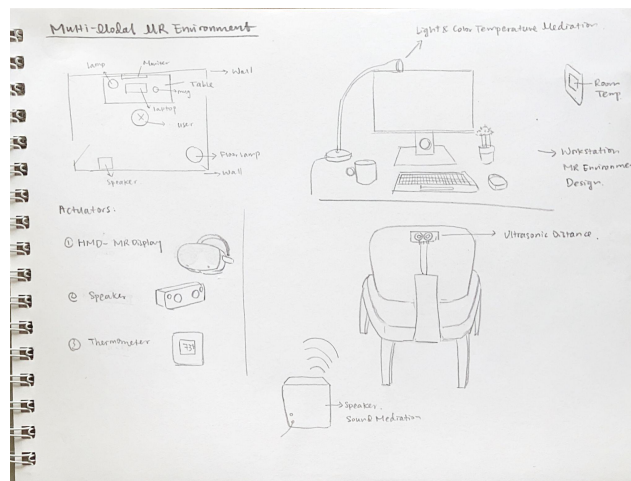 Multi-Modal MR Environment
Light & Color Temperature Mediation
lamp
Monitor
Wall
Table
mug
laptop
User
Floor lamp
Wall
Speaker
Room
Temp
Workstation
MR Environment
Design.
Actuators.
① HMD - MR Display
② Speaker
③ Thermometer
73°
Ultrasonic Distance.
Speaker.
Sound Mediation